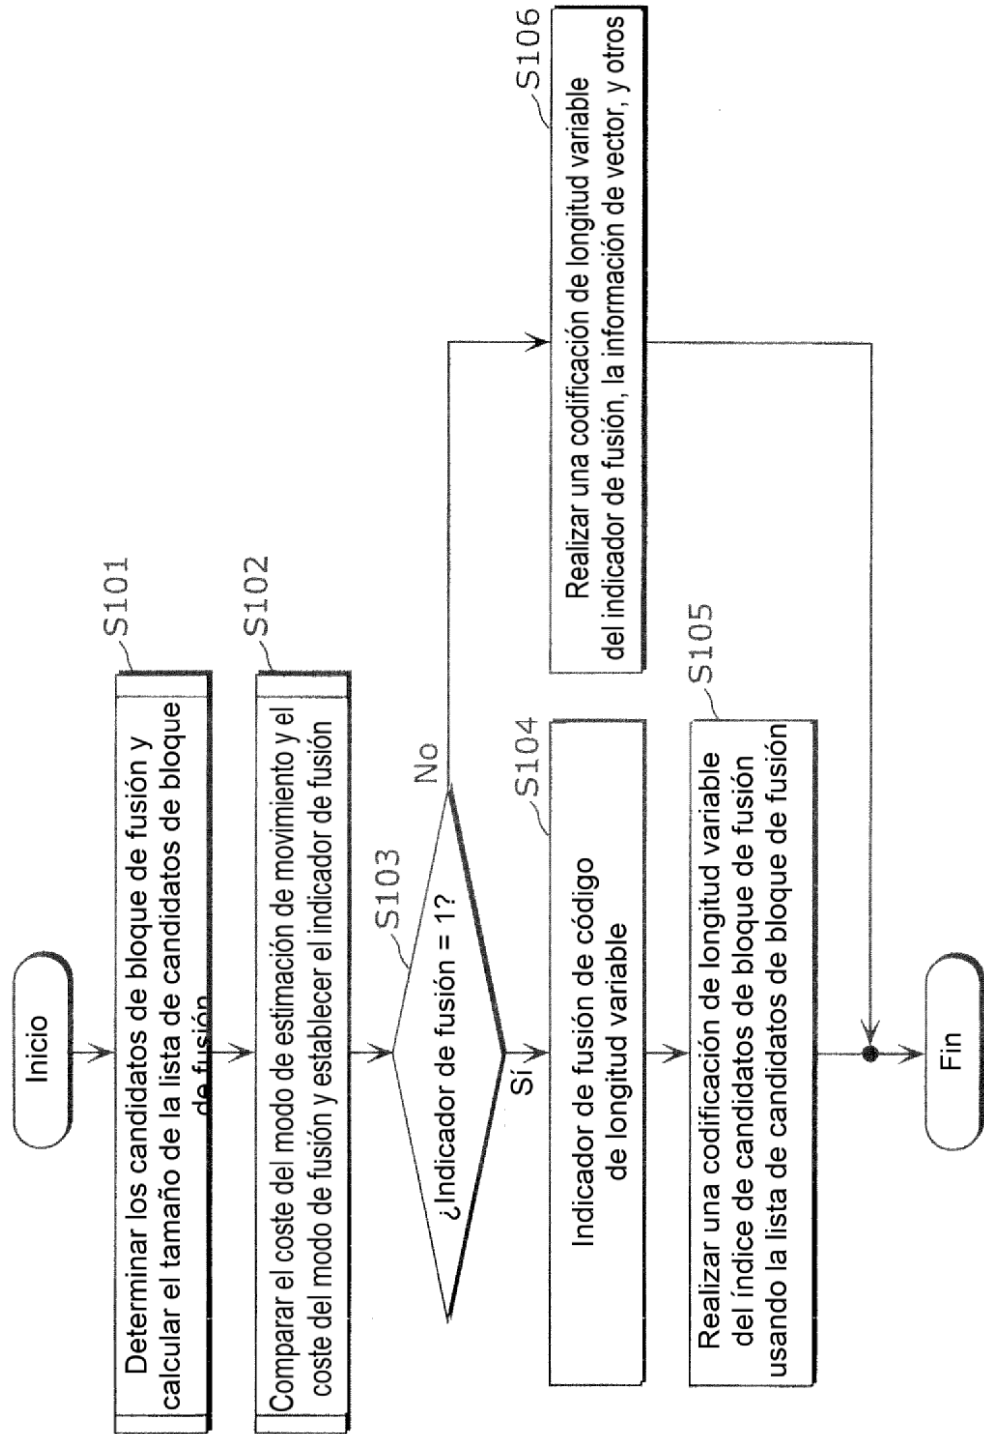 Inicio
S101
Determinar los candidatos de bloque de fusión y
calcular el tamaño de la lista de candidatos de bloque
de fusión
S102
Comparar el coste del modo de estimación de movimiento y el
coste del modo de fusión y establecer el indicador de fusión
S103
¿Indicador de fusión = 1?
No
Sí
S104
Indicador de fusión de código
de longitud variable
S105
Realizar una codificación de longitud variable
del índice de candidatos de bloque de fusión
usando la lista de candidatos de bloque de fusión
S106
Realizar una codificación de longitud variable
del indicador de fusión, la información de vector, y otros
Fin